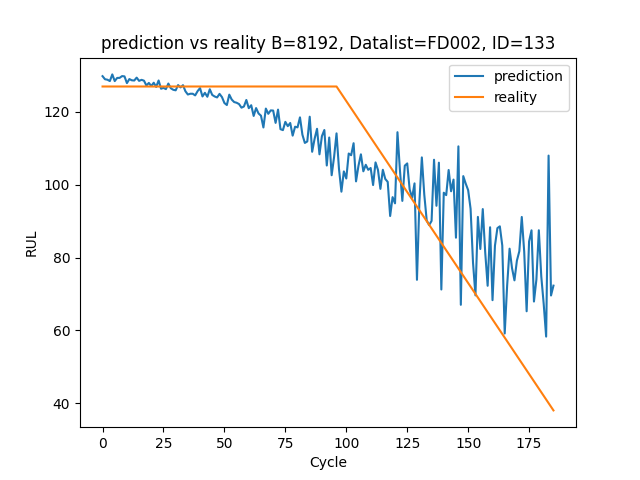 prediction vs reality B=8192, Datalist=FD002, ID=133
prediction
reality
RUL
120
100
80
60
40
0 25 50 75 100 125 150 175
Cycle